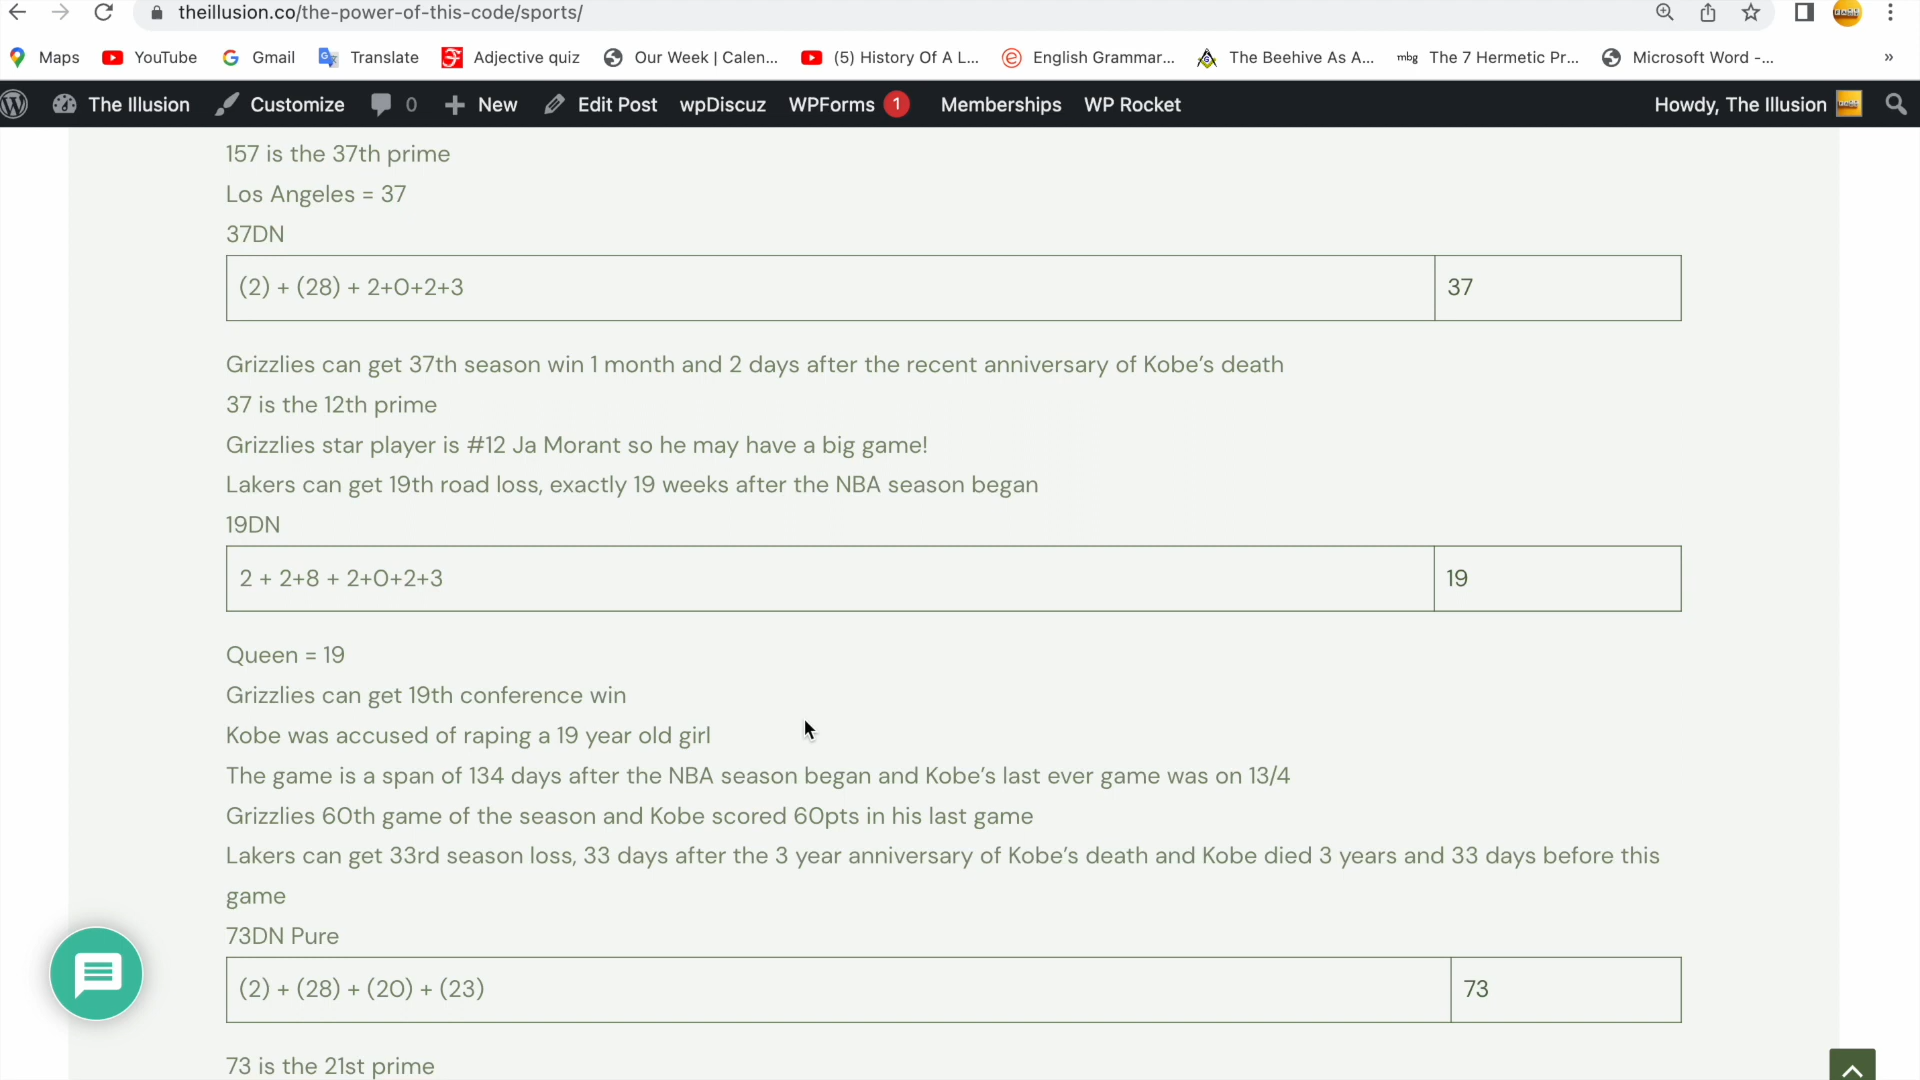 theillusion.co/the-power-of-this-code/sports/
Maps YouTube Gmail Translate Adjective quiz Our Week | Calen... (5) History Of A L... English Grammar... The Beehive As A... mbg The 7 Hermetic Pr... Microsoft Word -... »
The Illusion Customize 0 New Edit Post wpDiscuz WPForms 1 Memberships WP Rocket Howdy, The Illusion
157 is the 37th prime
Los Angeles = 37
37DN
(2) + (28) + 2+0+2+3 37
Grizzlies can get 37th season win 1 month and 2 days after the recent anniversary of Kobe’s death
37 is the 12th prime
Grizzlies star player is #12 Ja Morant so he may have a big game!
Lakers can get 19th road loss, exactly 19 weeks after the NBA season began
19DN
2 + 2+8 + 2+0+2+3 19
Queen = 19
Grizzlies can get 19th conference win
Kobe was accused of raping a 19 year old girl
The game is a span of 134 days after the NBA season began and Kobe’s last ever game was on 13/4
Grizzlies 60th game of the season and Kobe scored 60pts in his last game
Lakers can get 33rd season loss, 33 days after the 3 year anniversary of Kobe’s death and Kobe died 3 years and 33 days before this
game
73DN Pure
(2) + (28) + (20) + (23) 73
73 is the 21st prime